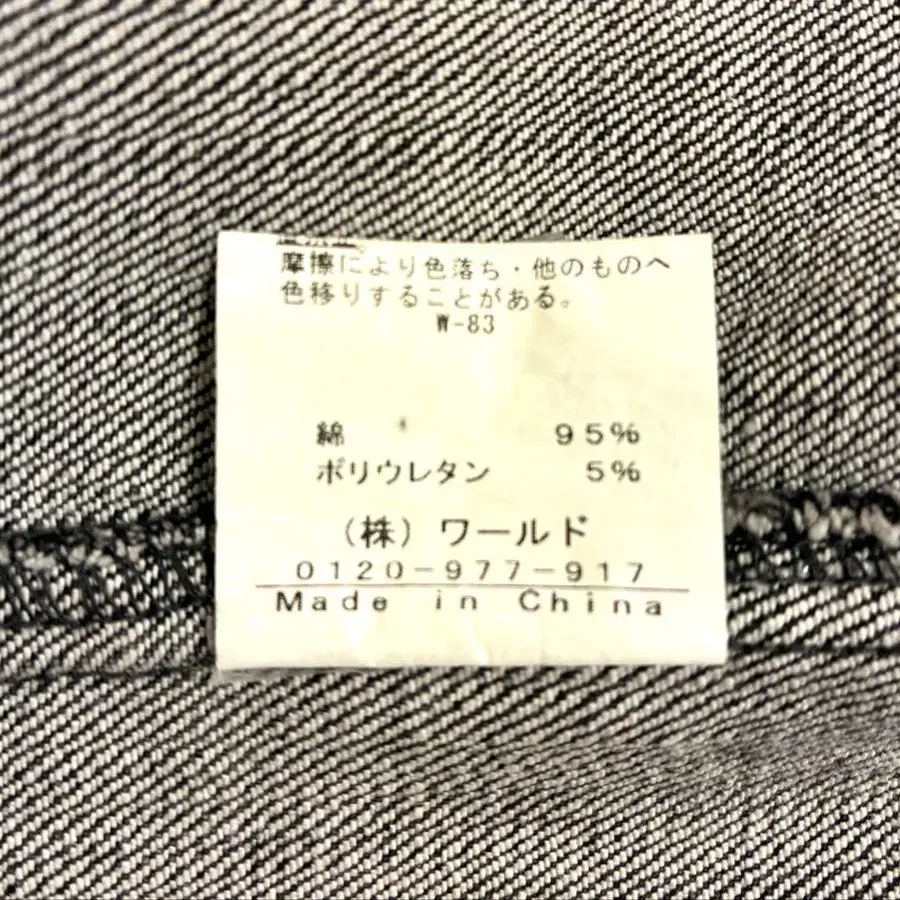 摩擦により色落ち・他のものへ
色移りすることがある。
W-83
綿 95%
ポリウレタン 5%
(株)ワールド
0120-977-917
Made in China